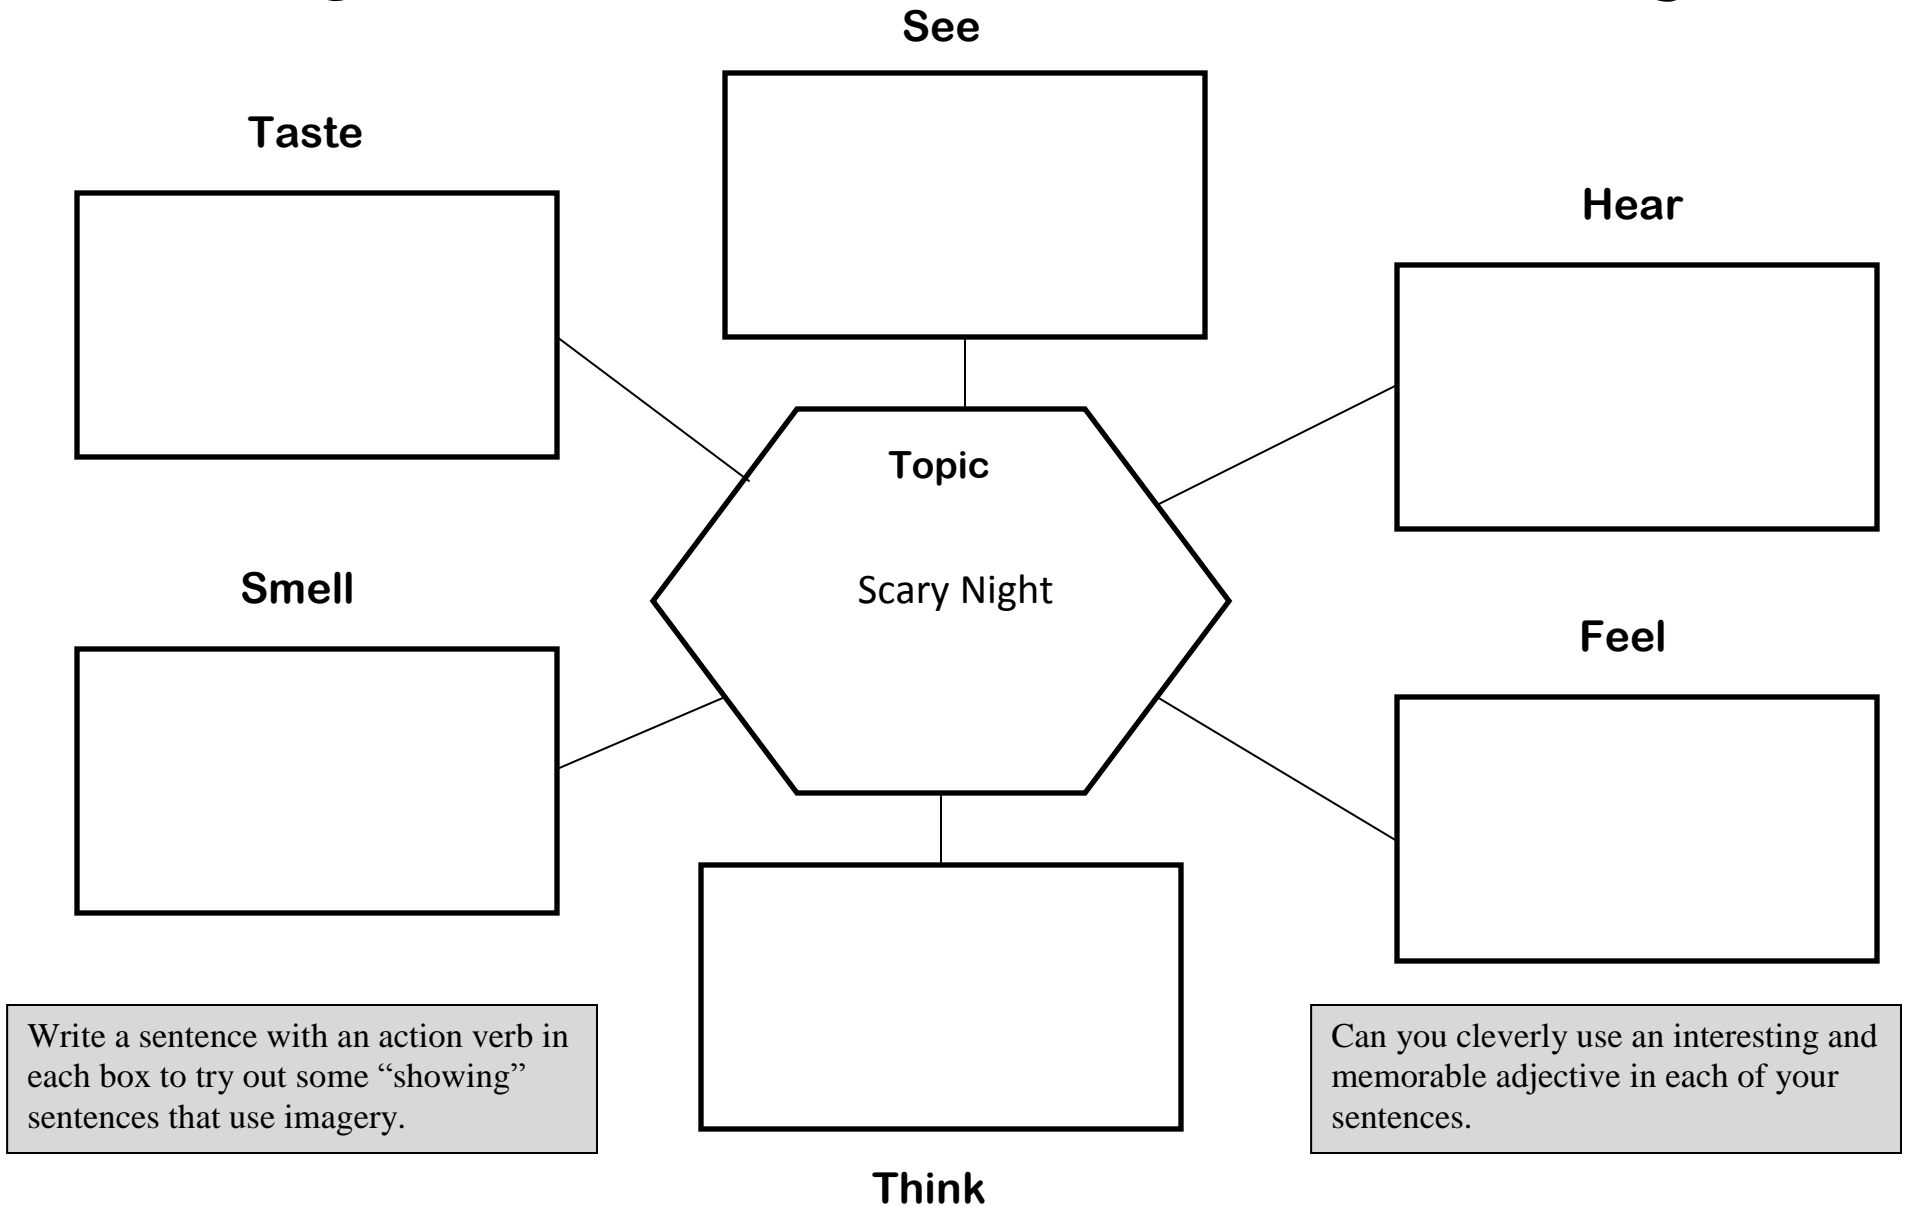 See
Taste
Hear
Topic
Scary Night
Smell
Feel
Write a sentence with an action verb in
each box to try out some “showing”
sentences that use imagery.
Can you cleverly use an interesting and
memorable adjective in each of your
sentences.
Think